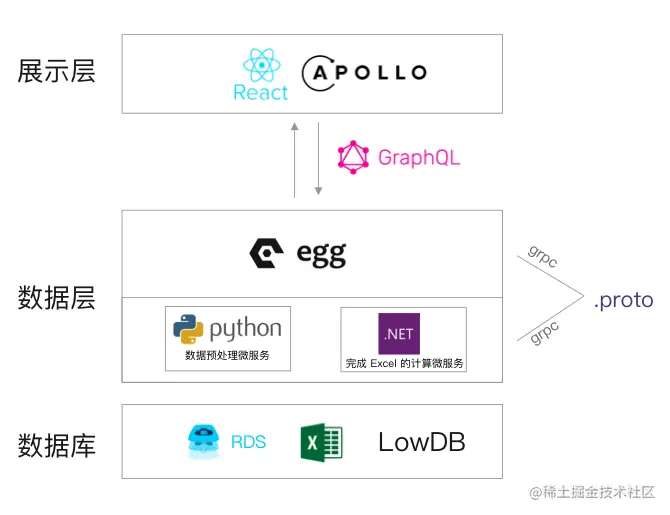 展示层
React
APOLLO
GraphQL
egg
grpc
数据层
.proto
python
.NET
数据预处理微服务
完成 Excel 的计算微服务
grpc
数据库
RDS
X
LowDB
@稀土掘金技术社区